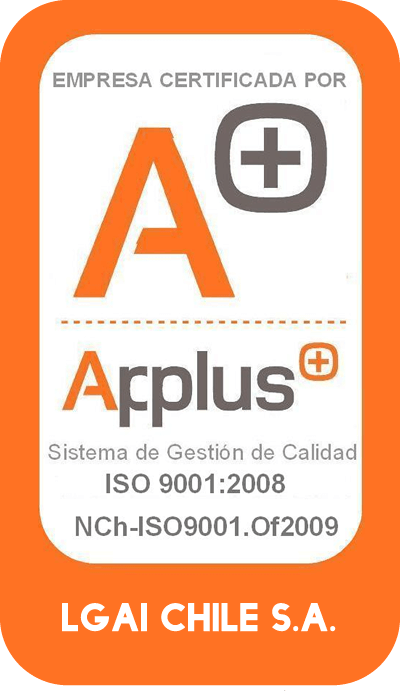 EMPRESA CERTIFICADA POR
A+
Applus+
Sistema de Gestión de Calidad
ISO 9001:2008
NCh-ISO9001.Of2009
LGAI CHILE S.A.